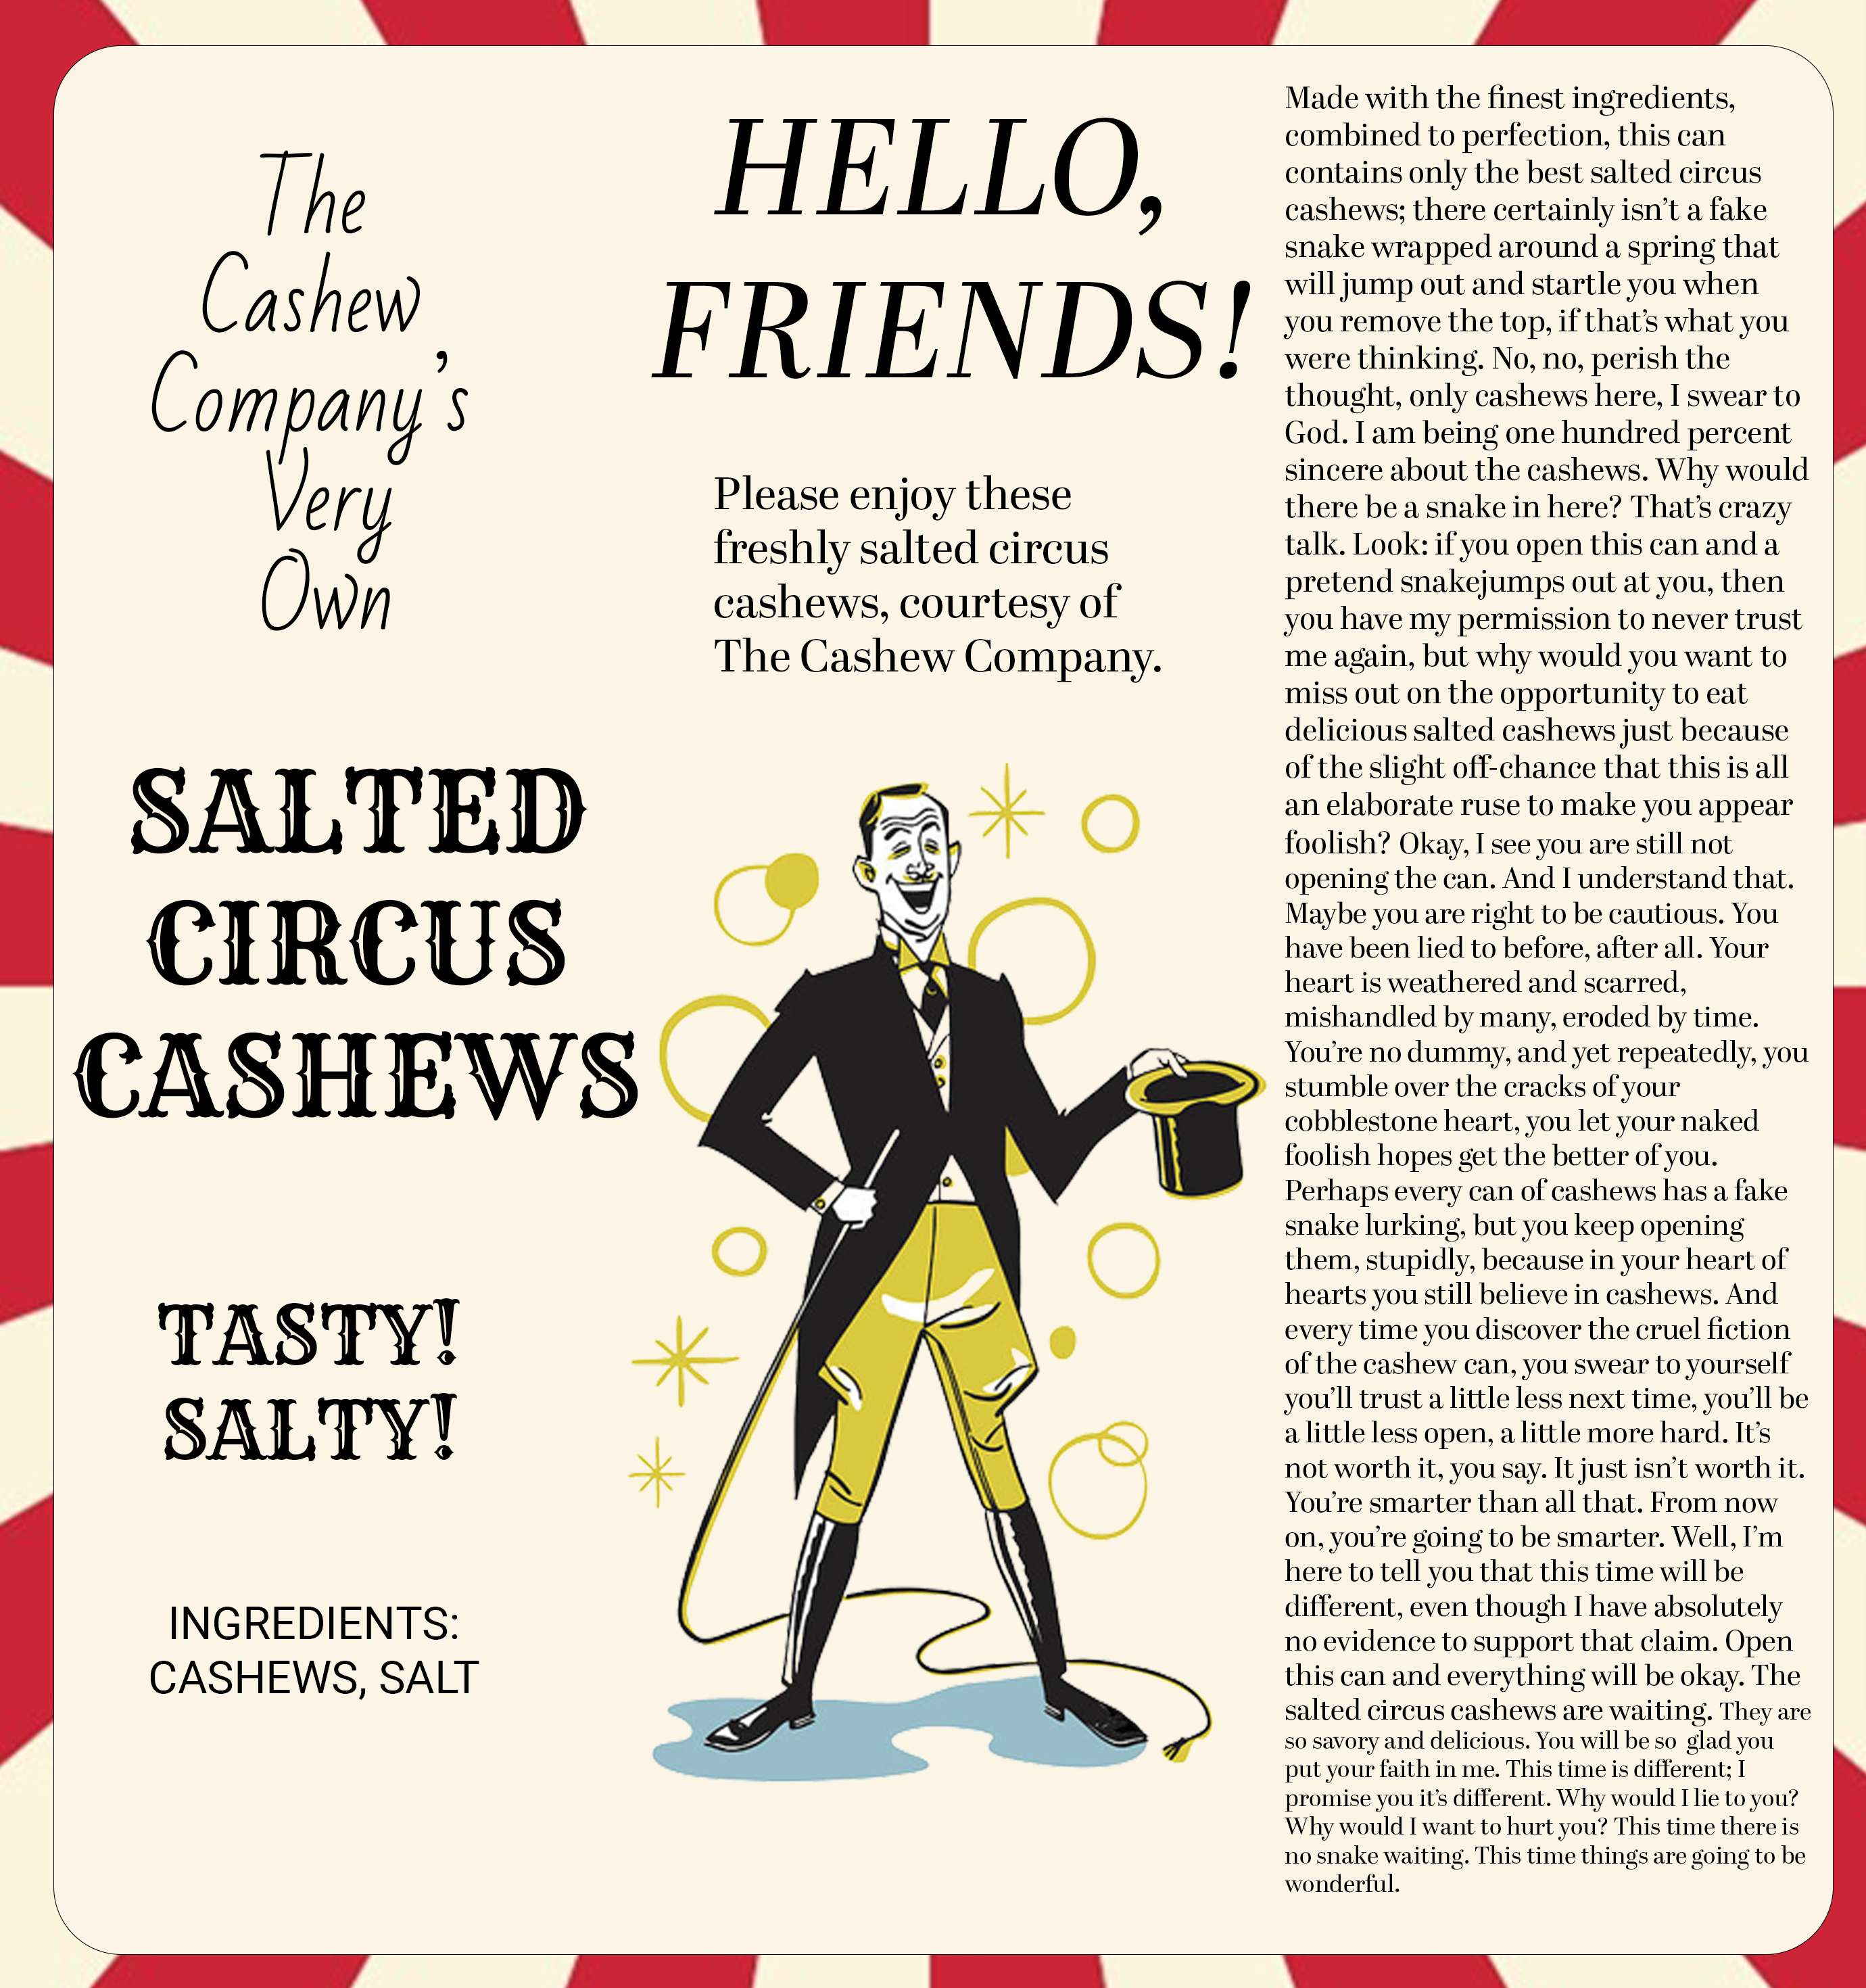 The
Cashew
Company's
Very
Own
SALTED
CIRCUS
CASHEWS
TASTY!
SALTY!
INGREDIENTS:
CASHEWS, SALT
HELLO,
FRIENDS!
Please enjoy these
freshly salted circus
cashews, courtesy of
The Cashew Company.
Made with the finest ingredients,
combined to perfection, this can
contains only the best salted circus
cashews; there certainly isn't a fake
snake wrapped around a spring that
will jump out and startle you when
you remove the top, if that's what you
were thinking. No, no, perish the
thought, only cashews here, I swear to
God. I am being one hundred percent
sincere about the cashews. Why would
there be a snake in here? That's crazy
talk. Look: if you open this can and a
pretend snakejumps out at you, then
you have my permission to never trust
me again, but why would you want to
miss out on the opportunity to eat
delicious salted cashews just because
of the slight off-chance that this is all
an elaborate ruse to make you appear
foolish? Okay, I see you are still not
opening the can. And I understand that.
Maybe you are right to be cautious. You
have been lied to before, after all. Your
heart is weathered and scarred,
mishandled by many, eroded by time.
You're no dummy, and yet repeatedly, you
stumble over the cracks of your
cobblestone heart, you let your naked
foolish hopes get the better of you.
Perhaps every can of cashews has a fake
snake lurking, but you keep opening
them, stupidly, because in your heart of
hearts you still believe in cashews. And
every time you discover the cruel fiction
of the cashew can, you swear to yourself
you'll trust a little less next time, you'll be
a little less open, a little more hard. It's
not worth it, you say. It just isn't worth it.
You're smarter than all that. From now
on, you're going to be smarter. Well, I'm
here to tell you that this time will be
different, even though I have absolutely
no evidence to support that claim. Open
this can and everything will be okay. The
salted circus cashews are waiting. They are
so savory and delicious. You will be so glad you
put your faith in me. This time is different; I
promise you it's different. Why would I lie to you?
Why would I want to hurt you? This time there is
no snake waiting. This time things are going to be
wonderful.